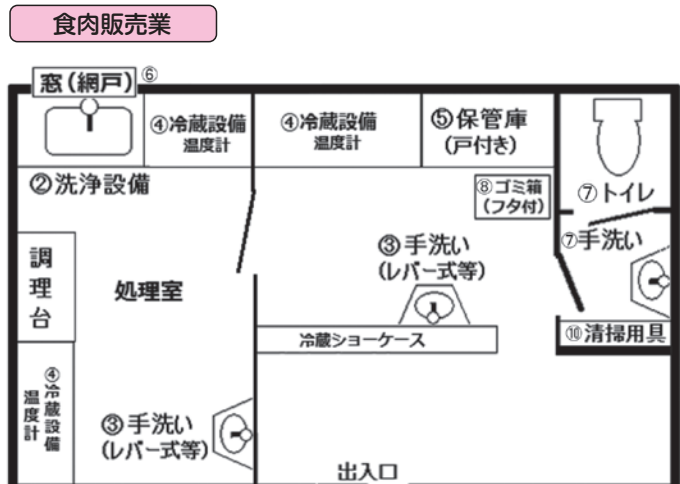 食肉販売業
窓(網戸)⑥
④冷蔵設備
温度計
④冷蔵設備
温度計
⑤保管庫
(戸付き)
②洗浄設備
⑧ゴミ箱
(フタ付)
⑦トイレ
⑦手洗い
③手洗い
(レバー式等)
調理台
処理室
冷蔵ショーケース
⑩清掃用具
④冷蔵設備
温度計
③手洗い
(レバー式等)
出入口